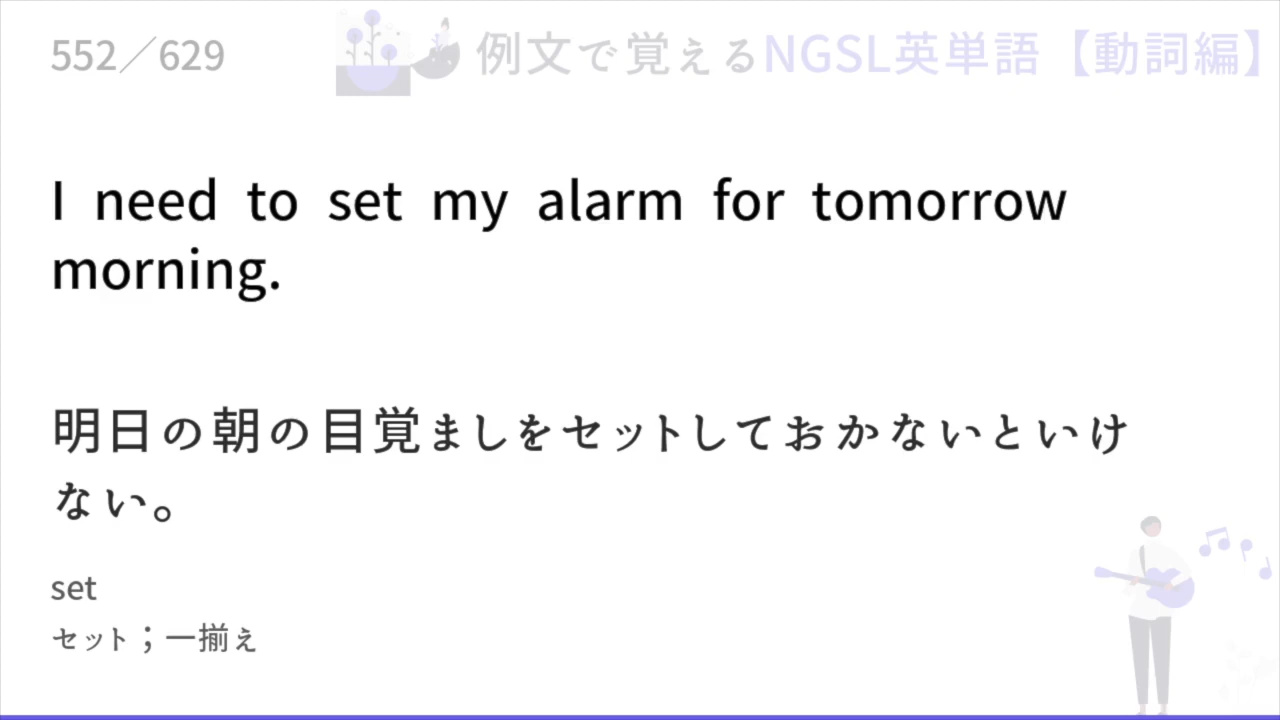 552／629
例文で覚えるNGSL英単語【動詞編】
I need to set my alarm for tomorrow
morning.
明日の朝の目覚ましをセットしておかないといけ
ない。
set
セット；一揃え